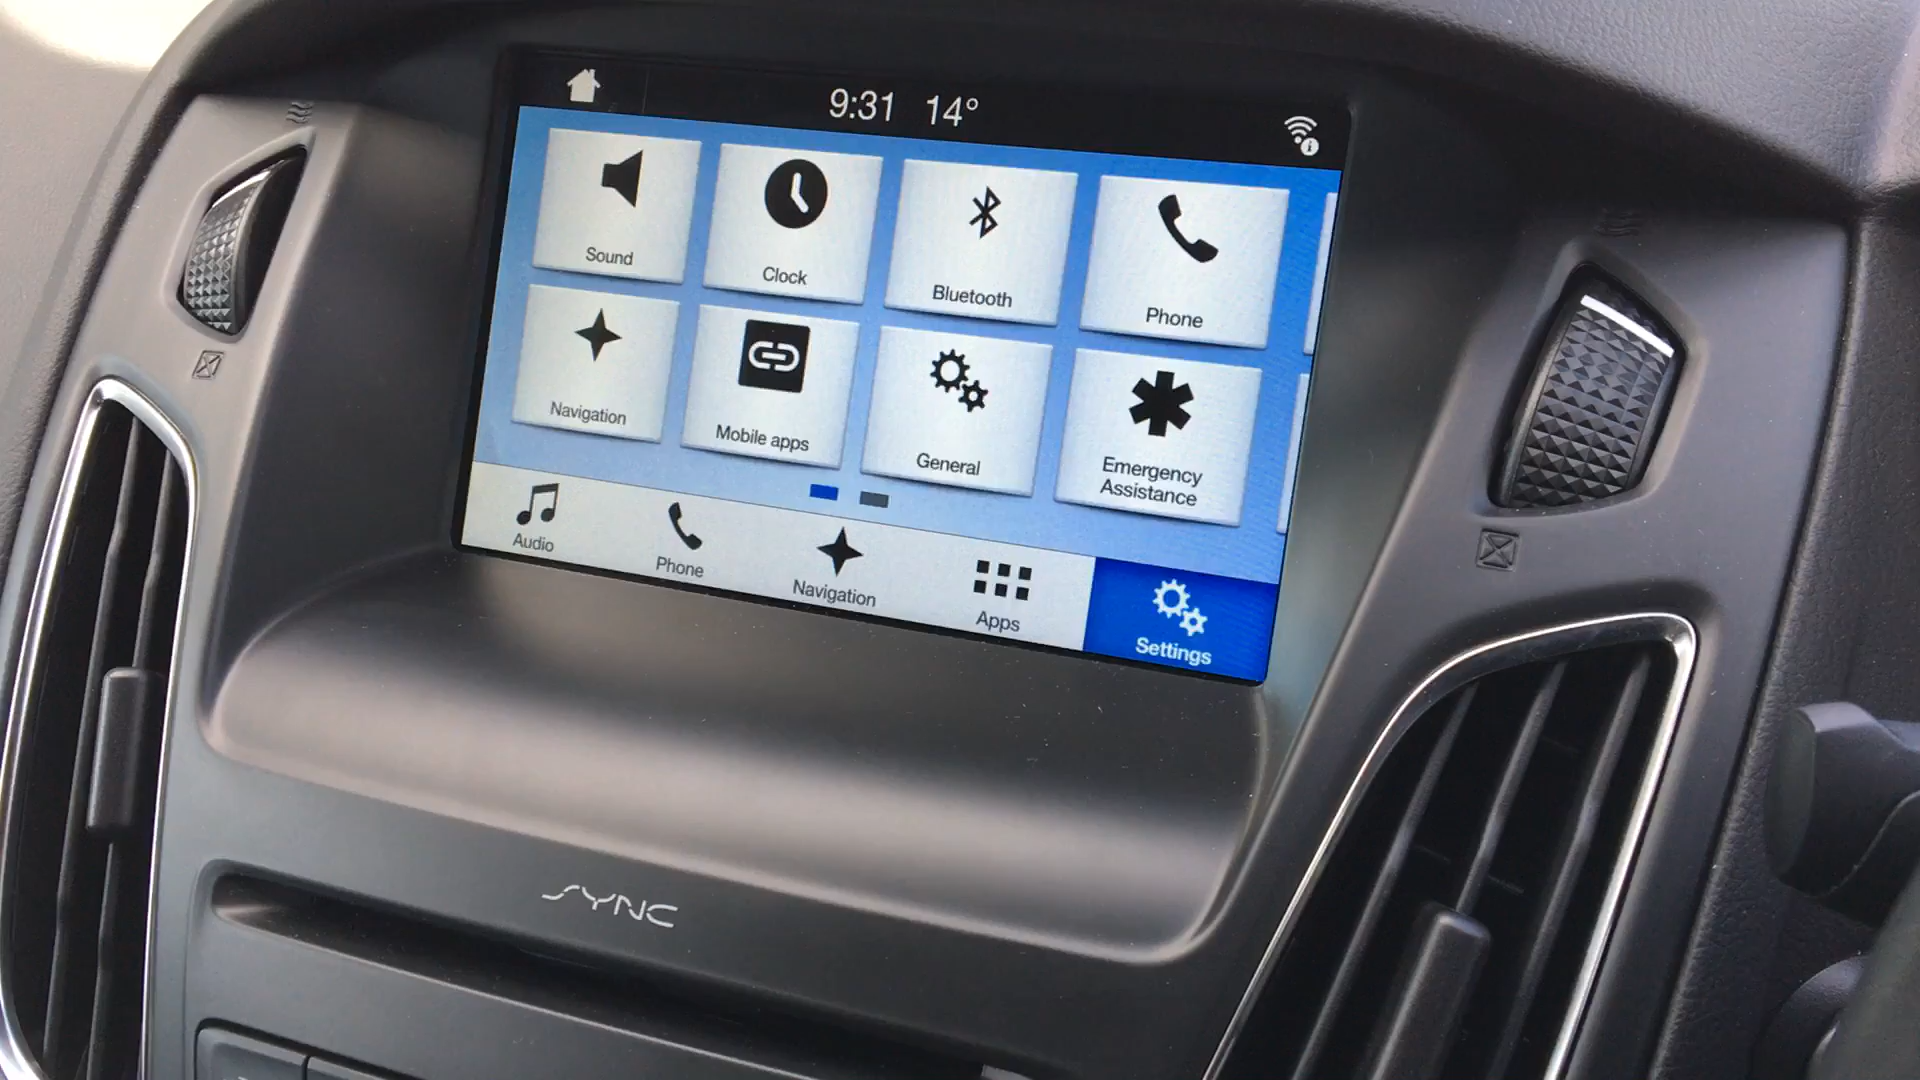 9:31 14°
Sound
Clock
Bluetooth
Phone
Navigation
Mobile apps
General
Emergency
Assistance
Audio
Phone
Navigation
Apps
Settings
SYNC